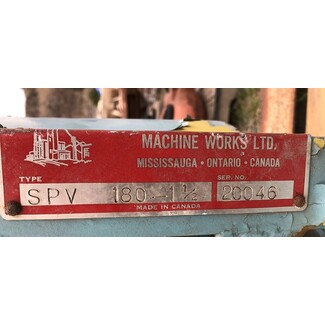 MACHINE WORKS LTD.
MISSISSAUGA · ONTARIO · CANADA
TYPE SER. NO.
SPV 180-1½ 28046
MADE IN CANADA